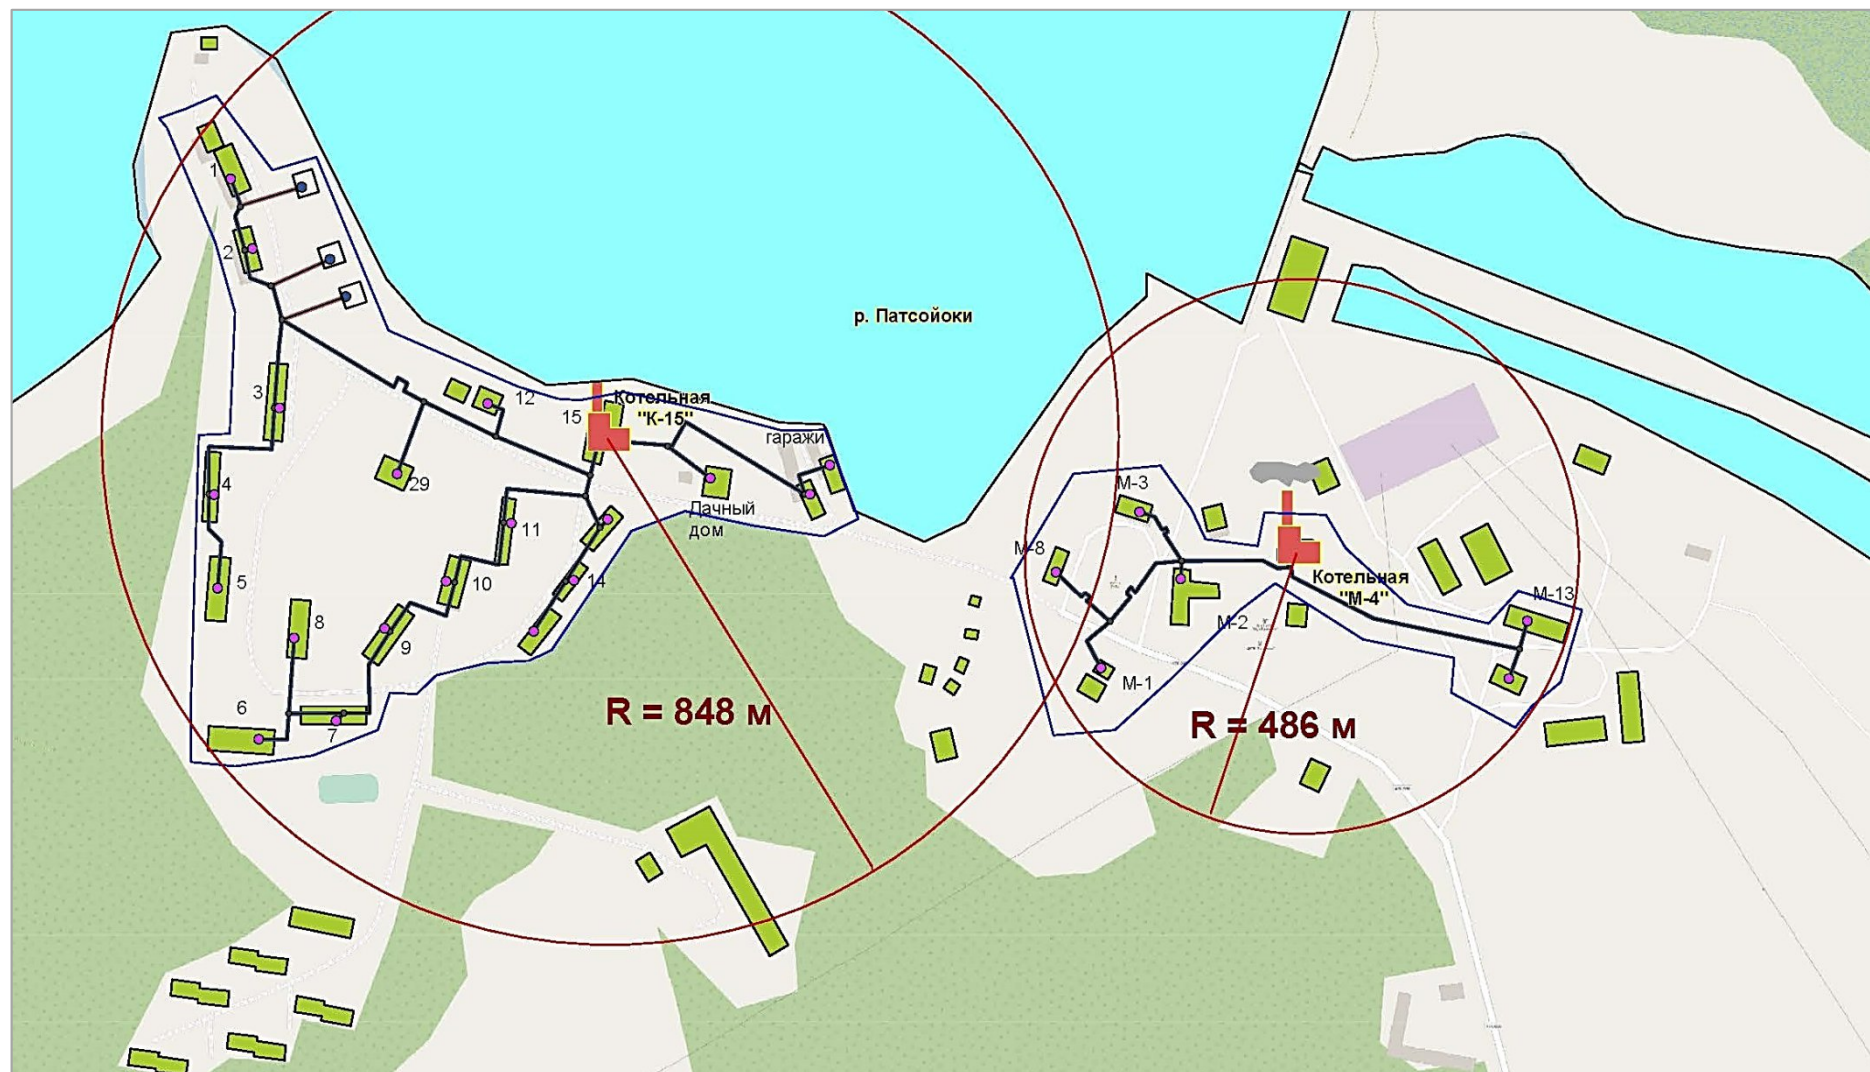 1
2
р. Патсойоки
3
12
15
Котельная
"К-15"
гаражи
4
29
11
Дачный
дом
М-3
М-8
5
10
14
Котельная
"М-4"
М-13
8
9
М-2
М-1
6
7
R = 848 м
R = 486 м